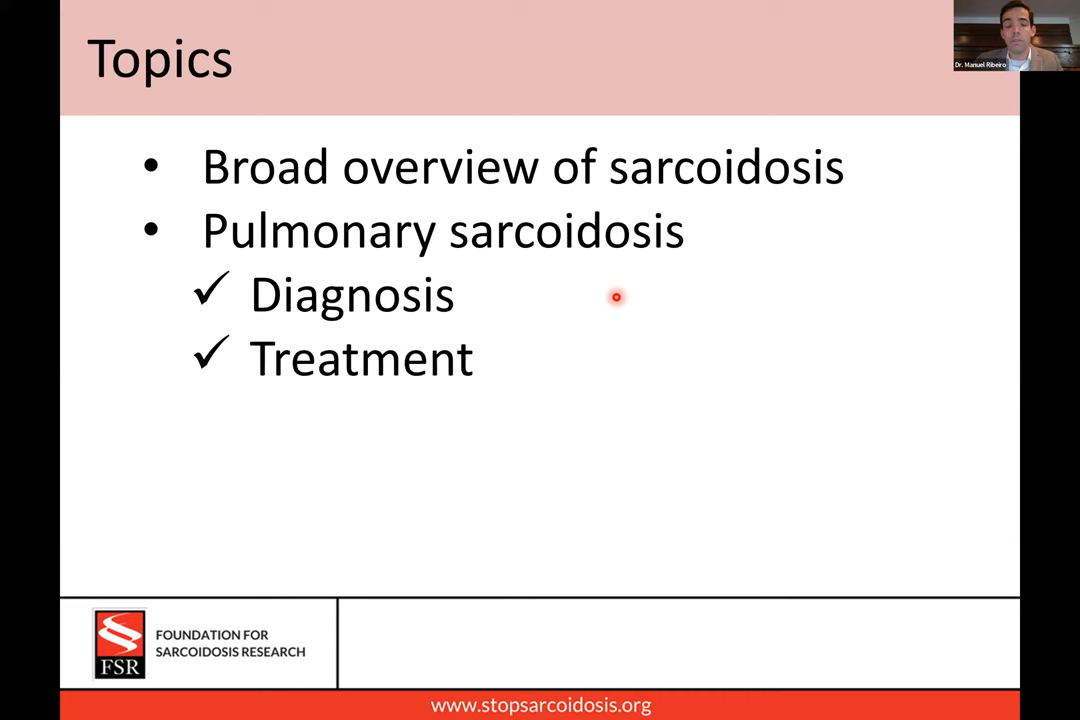 Topics
Dr. Manuel Ribeiro
• Broad overview of sarcoidosis
• Pulmonary sarcoidosis
✓ Diagnosis
✓ Treatment
FSR
FOUNDATION FOR
SARCOIDOSIS RESEARCH
www.stopsarcoidosis.org